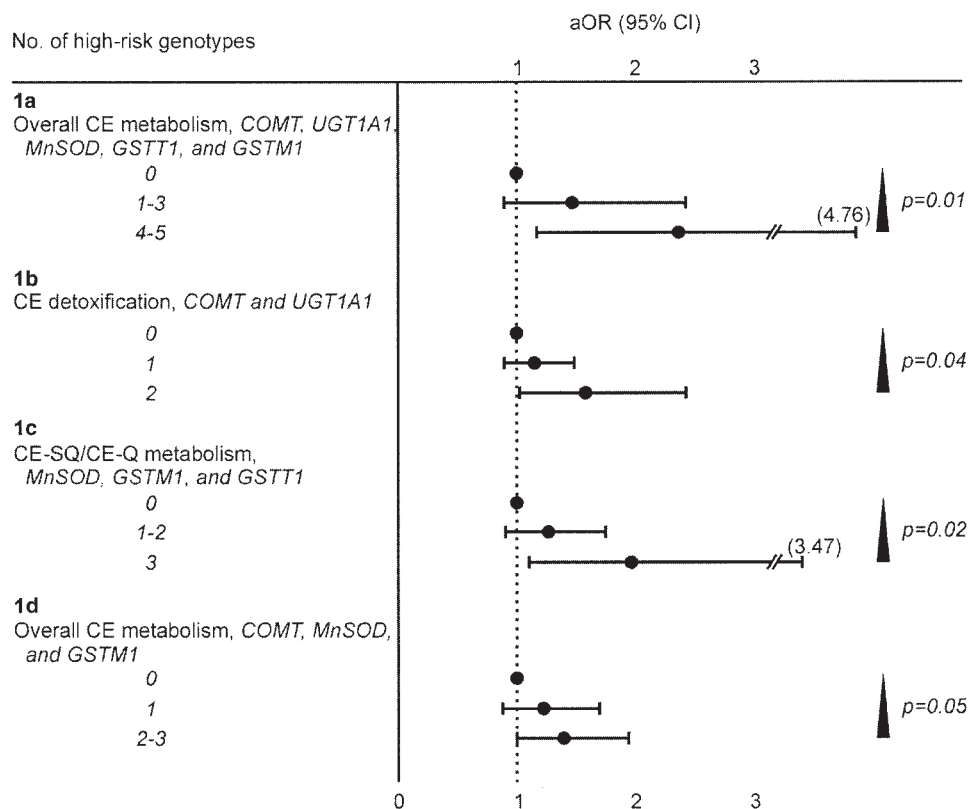 aOR (95% CI)
No. of high-risk genotypes
1 2 3
1a
Overall CE metabolism, COMT, UGT1A1,
MnSOD, GSTT1, and GSTM1
0
1-3
p=0.01
(4.76)
4-5
1b
CE detoxification, COMT and UGT1A1
0
1
p=0.04
2
1c
CE-SQ/CE-Q metabolism,
MnSOD, GSTM1, and GSTT1
0
1-2
p=0.02
(3.47)
3
1d
Overall CE metabolism, COMT, MnSOD,
and GSTM1
0
1
p=0.05
2-3
0 1 2 3